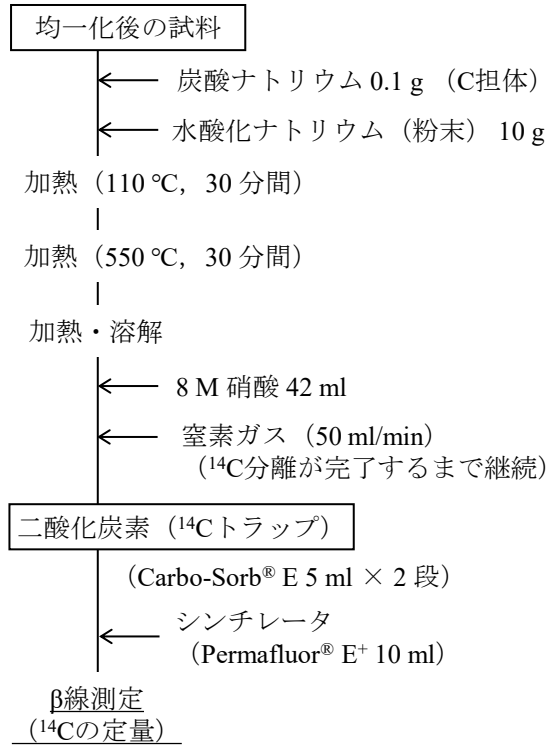 均一化後の試料
炭酸ナトリウム 0.1 g （C担体）
水酸化ナトリウム（粉末） 10 g
加熱（110 ℃，30 分間）
加熱（550 ℃，30 分間）
加熱・溶解
8 M 硝酸 42 ml
窒素ガス（50 ml/min）
（¹⁴C分離が完了するまで継続）
二酸化炭素（¹⁴Cトラップ）
（Carbo-Sorb® E 5 ml × 2 段）
シンチレータ
（Permafluor® E⁺ 10 ml）
β線測定
（¹⁴Cの定量）